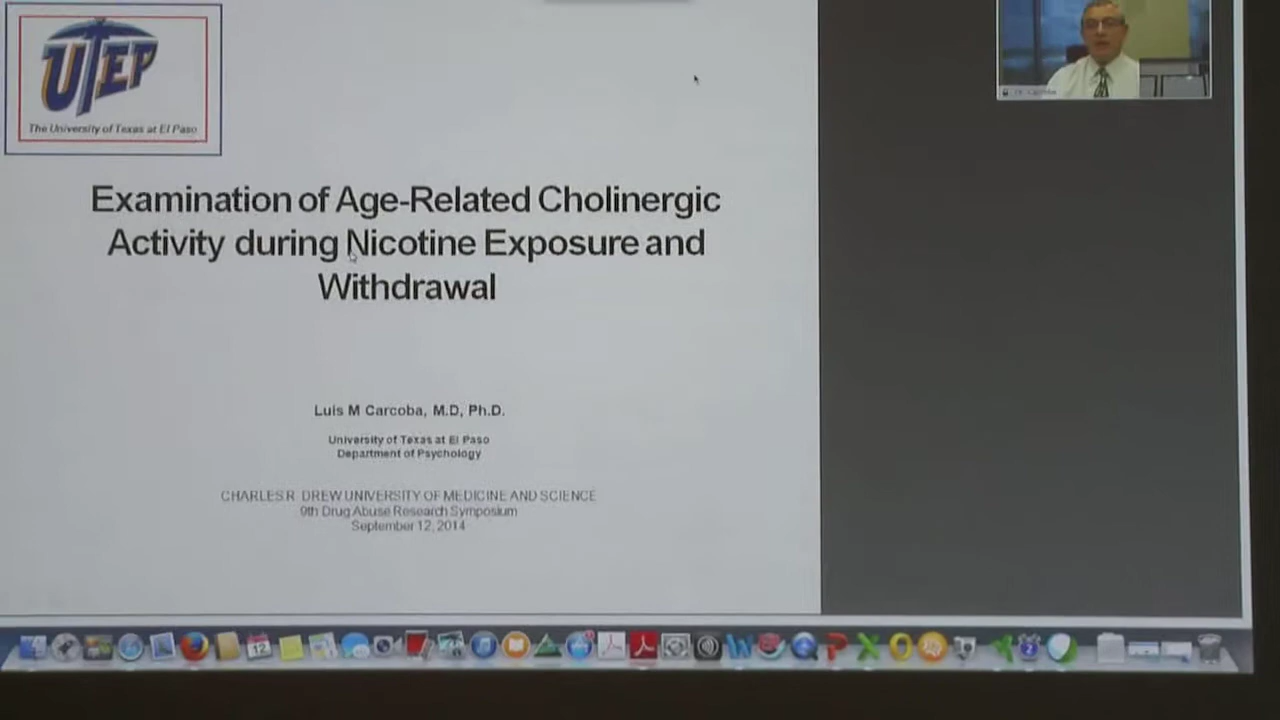 UTEP
The University of Texas at El Paso
Examination of Age-Related Cholinergic
Activity during Nicotine Exposure and
Withdrawal
Luis M Carcoba, M.D, Ph.D.
University of Texas at El Paso
Department of Psychology
CHARLES R DREW UNIVERSITY OF MEDICINE AND SCIENCE
9th Drug Abuse Research Symposium
September 12, 2014
12